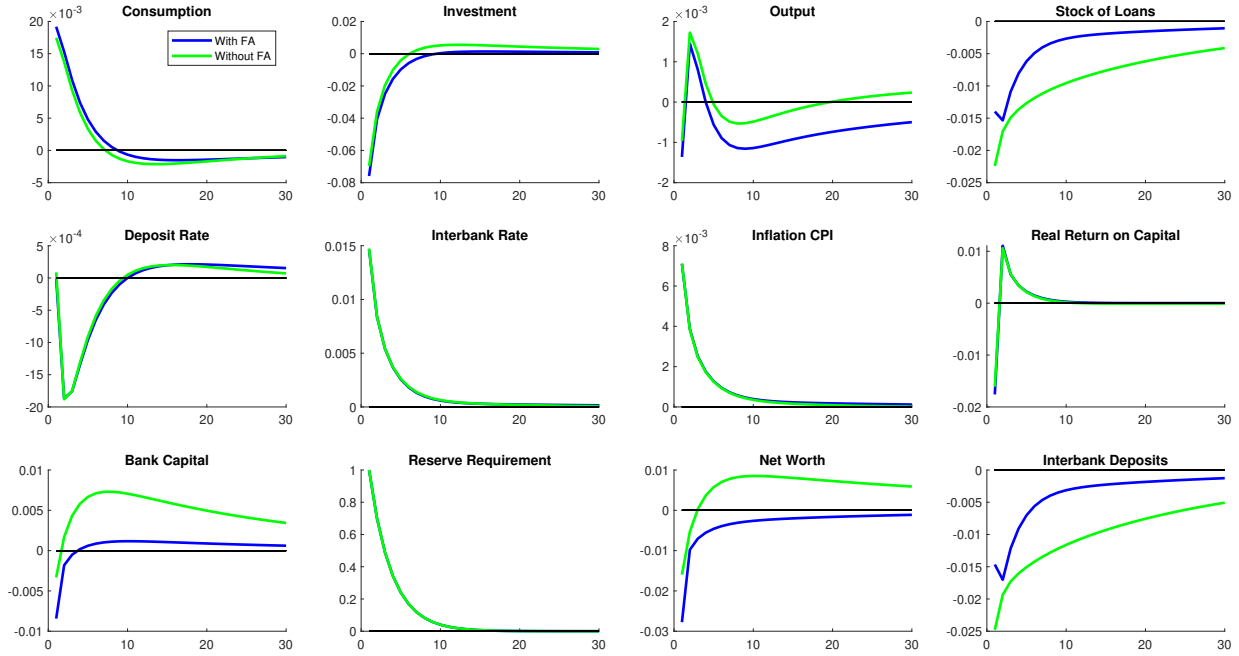 Consumption
×10⁻³
20
15
10
5
0
-5
0 10 20 30
With FA
Without FA
Investment
0.02
0
-0.02
-0.04
-0.06
-0.08
0 10 20 30
Output
×10⁻³
2
1
0
-1
-2
0 10 20 30
Stock of Loans
0
-0.005
-0.01
-0.015
-0.02
-0.025
0 10 20 30
Deposit Rate
×10⁻⁴
5
0
-5
-10
-15
-20
0 10 20 30
Interbank Rate
0.015
0.01
0.005
0
0 10 20 30
Inflation CPI
×10⁻³
8
6
4
2
0
0 10 20 30
Real Return on Capital
0.01
0
-0.01
-0.02
0 10 20 30
Bank Capital
0.01
0.005
0
-0.005
-0.01
0 10 20 30
Reserve Requirement
1
0.8
0.6
0.4
0.2
0
0 10 20 30
Net Worth
0.01
0
-0.01
-0.02
-0.03
0 10 20 30
Interbank Deposits
0
-0.005
-0.01
-0.015
-0.02
-0.025
0 10 20 30